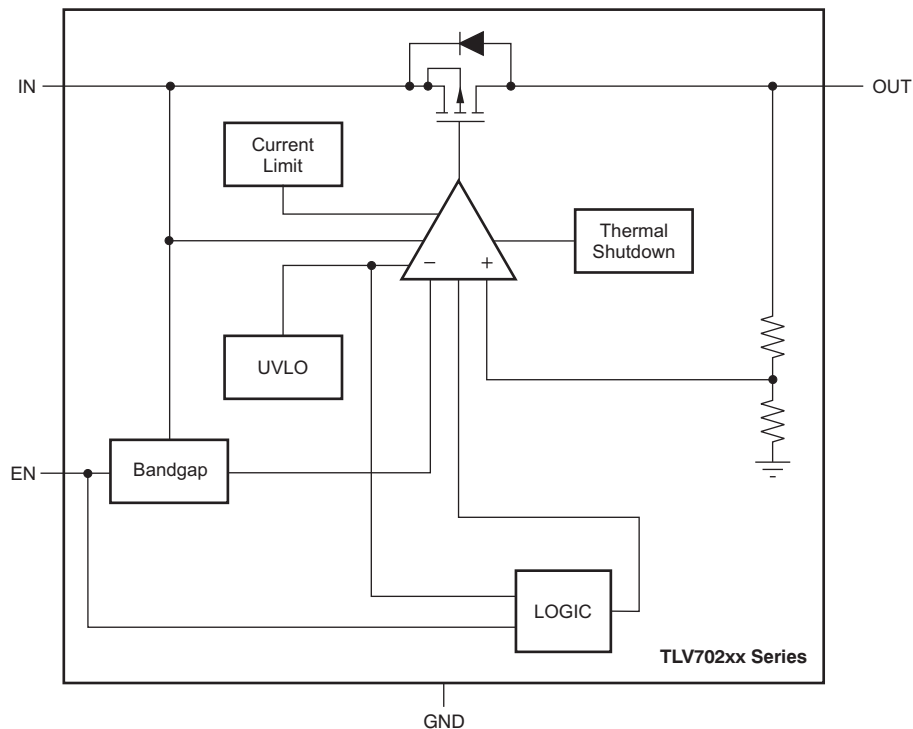 IN
OUT
Current
Limit
Thermal
Shutdown
−
+
UVLO
EN
Bandgap
LOGIC
TLV702xx Series
GND